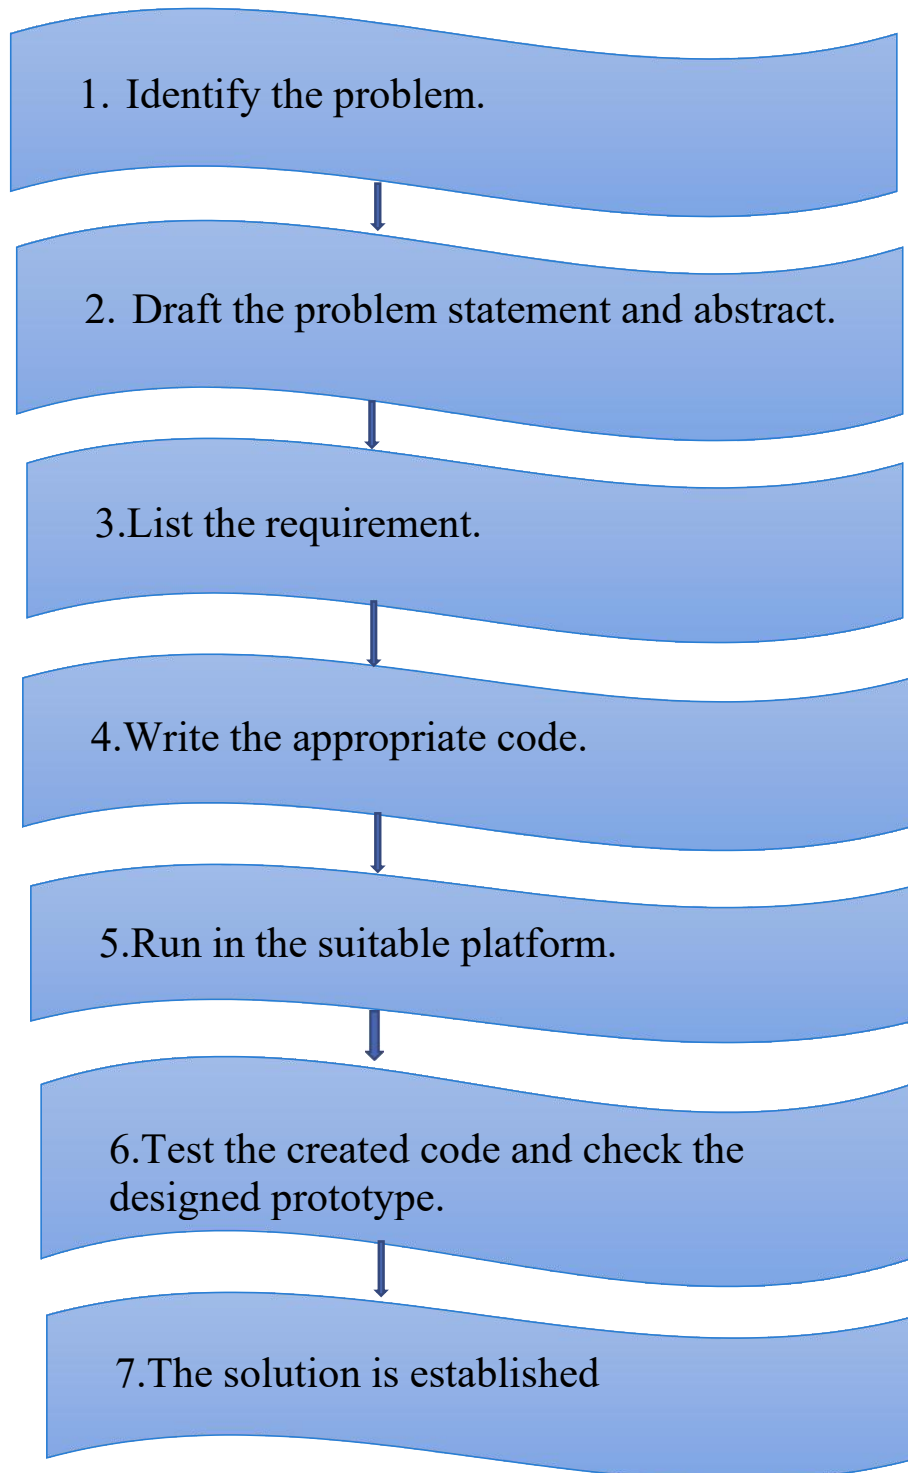 1. Identify the problem.
2. Draft the problem statement and abstract.
3.List the requirement.
4.Write the appropriate code.
5.Run in the suitable platform.
6.Test the created code and check the
designed prototype.
7.The solution is established